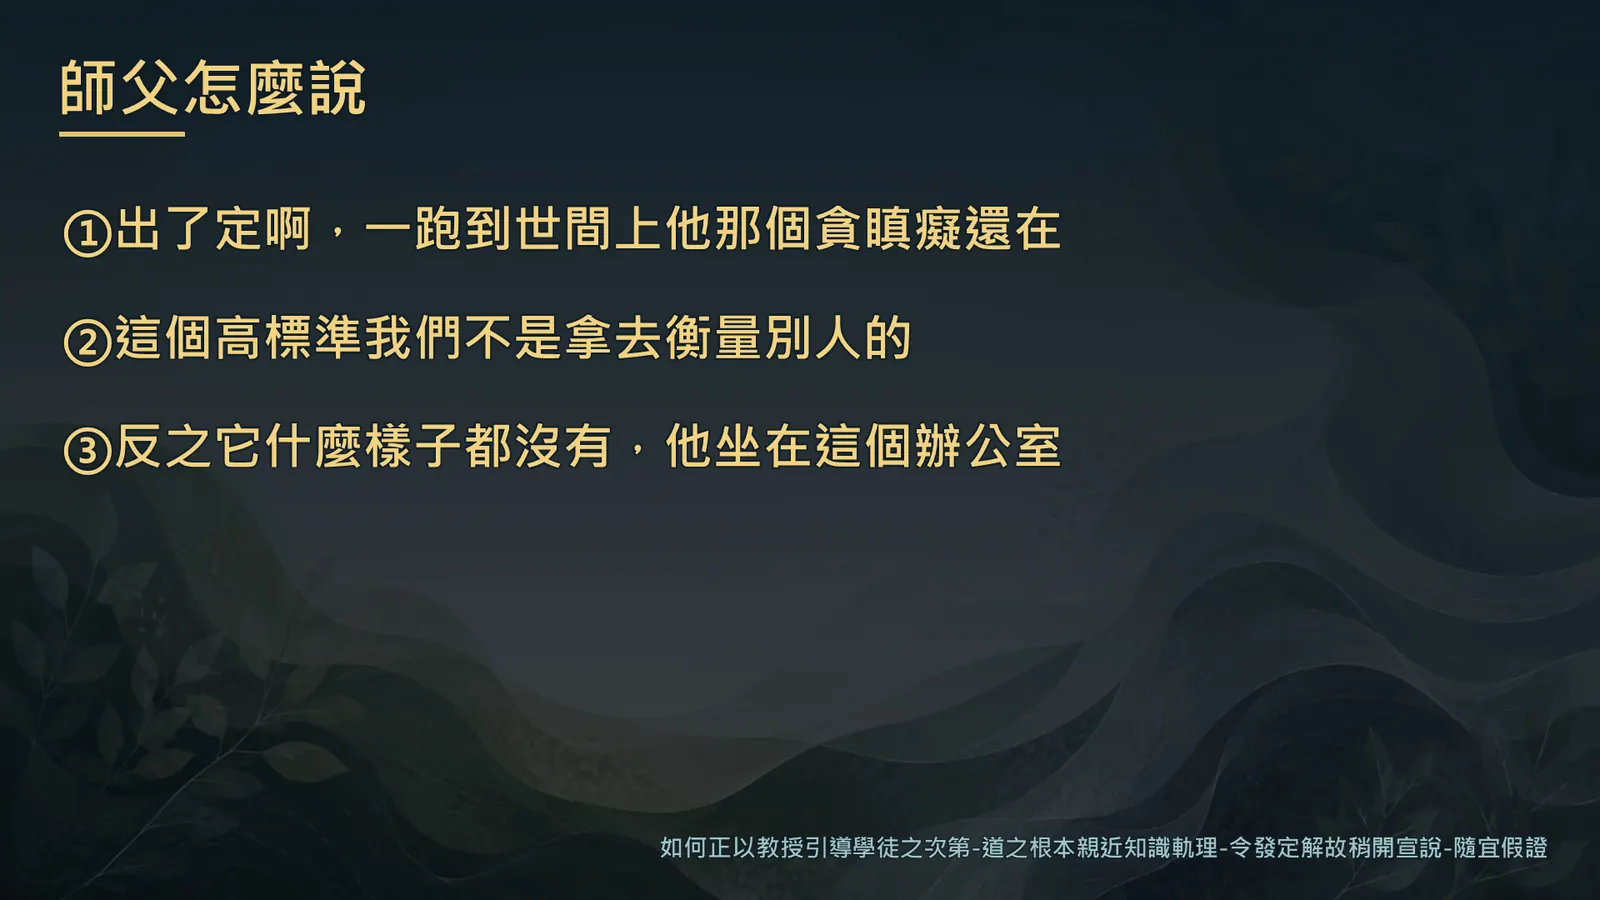 師父怎麼說
①出了定啊，一跑到世間上他那個貪瞋癡還在
②這個高標準我們不是拿去衡量別人的
③反之它什麼樣子都沒有，他坐在這個辦公室
如何正以教授引導學徒之次第-道之根本親近知識軌理-令發定解故稍開宣說-隨宜假證